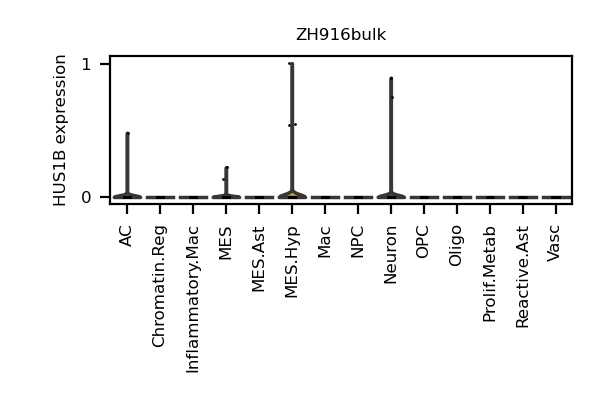 ZH916bulk
HUS1B expression
1
0
AC
Chromatin.Reg
Inflammatory.Mac
MES
MES.Ast
MES.Hyp
Mac
NPC
Neuron
OPC
Oligo
Prolif.Metab
Reactive.Ast
Vasc